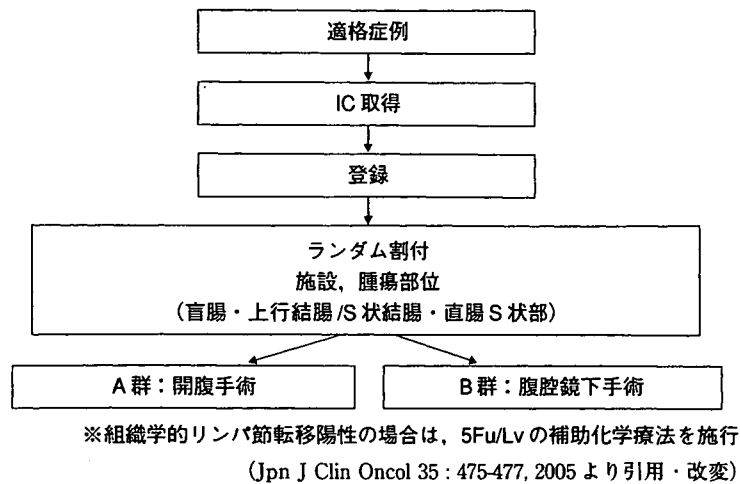 適格症例
IC 取得
登録
ランダム割付
施設，腫瘍部位
（盲腸・上行結腸/S 状結腸・直腸 S 状部）
A 群：開腹手術
B 群：腹腔鏡下手術
※組織学的リンパ節転移陽性の場合は，5Fu/Lv の補助化学療法を施行
(Jpn J Clin Oncol 35 : 475-477, 2005 より引用・改変)